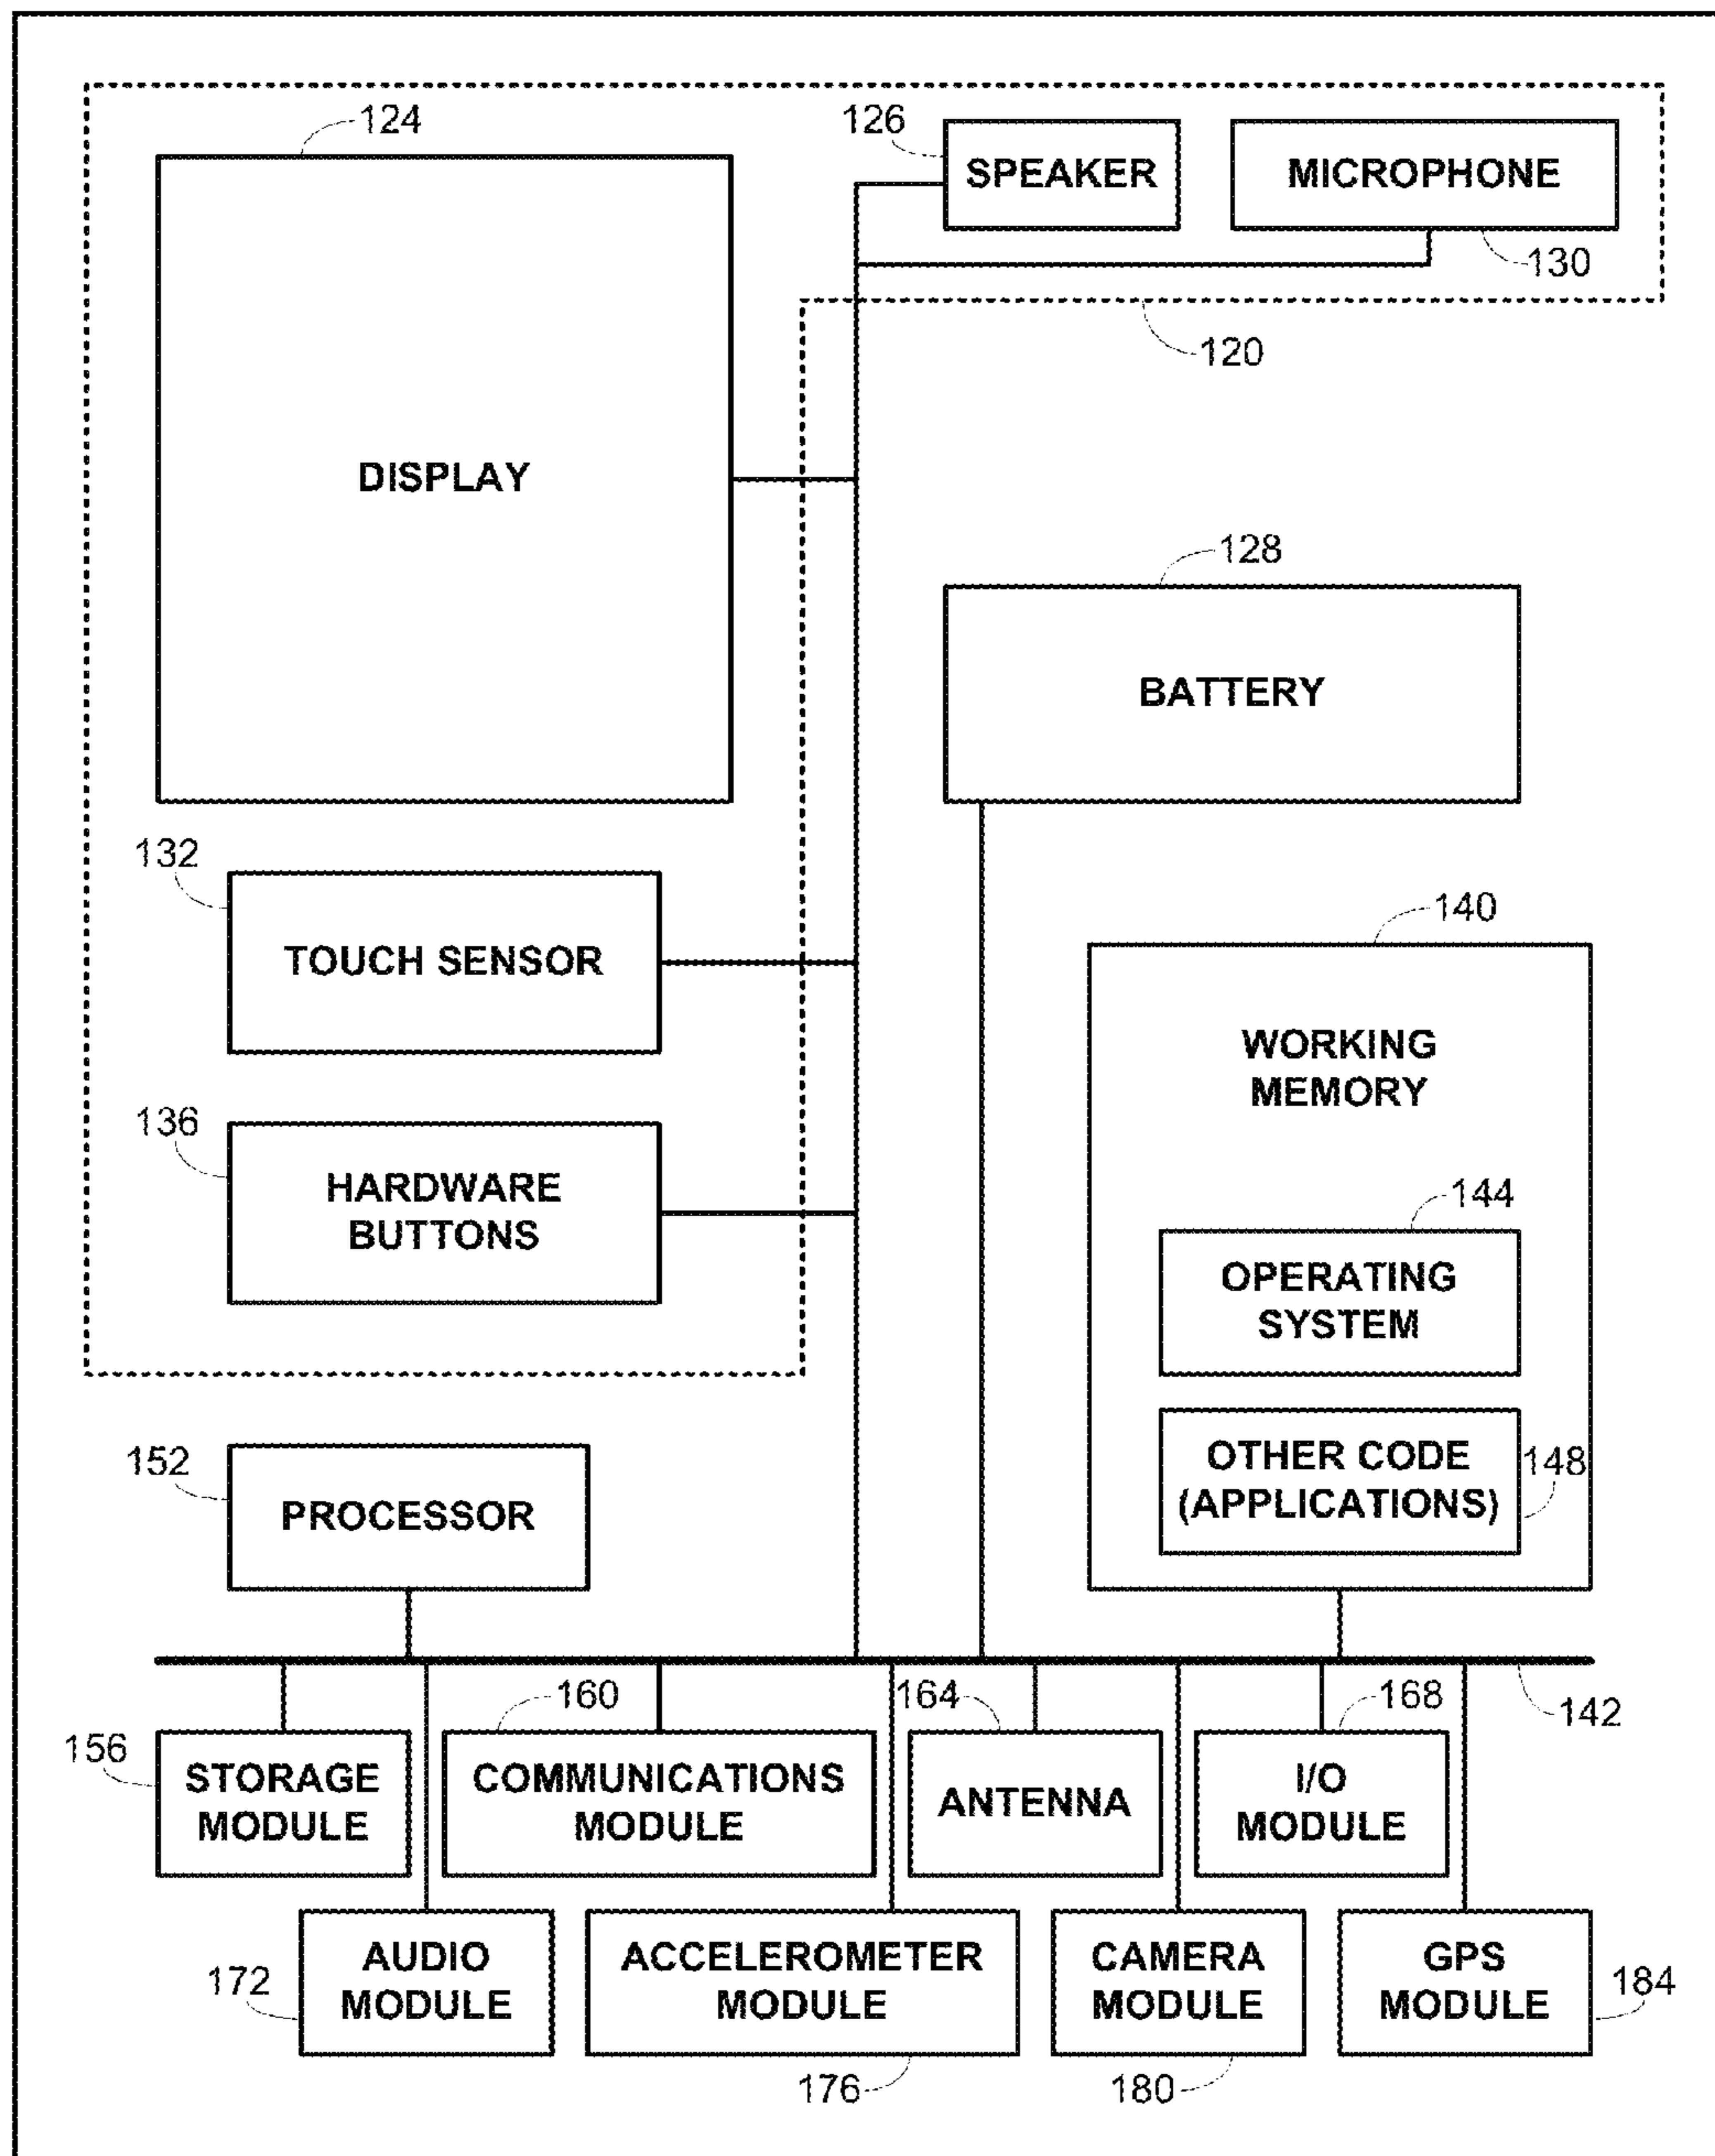 124
126
SPEAKER
MICROPHONE
130
120
DISPLAY
128
BATTERY
132
TOUCH SENSOR
140
WORKING
MEMORY
136
HARDWARE
BUTTONS
144
OPERATING
SYSTEM
152
PROCESSOR
OTHER CODE
(APPLICATIONS)
148
160
164
168
142
156
STORAGE
MODULE
COMMUNICATIONS
MODULE
ANTENNA
I/O
MODULE
172
AUDIO
MODULE
ACCELEROMETER
MODULE
CAMERA
MODULE
GPS
MODULE
184
176
180